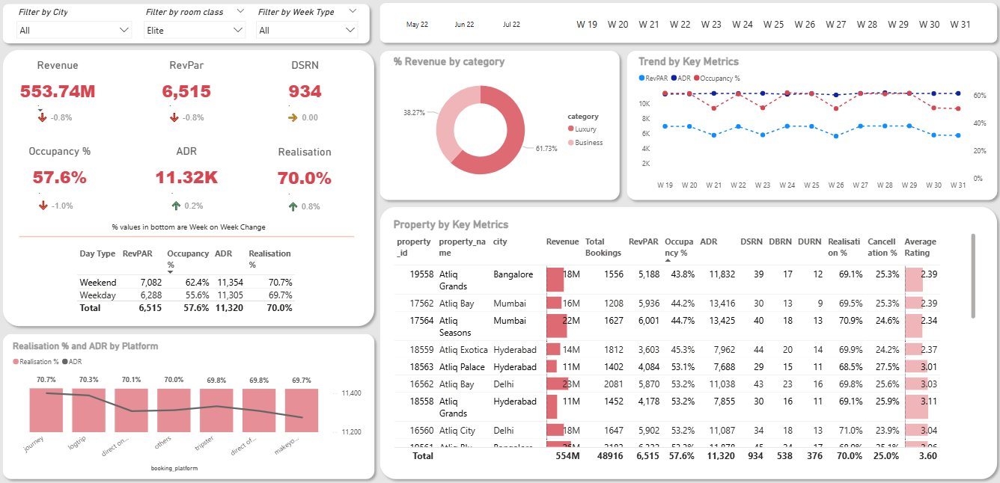 Filter by City
Filter by room class
Filter by Week Type
All
Elite
All
May 22 Jun 22 Jul 22 W 19 W 20 W 21 W 22 W 23 W 24 W 25 W 26 W 27 W 28 W 29 W 30 W 31
Revenue RevPar DSRN
553.74M 6,515 934
-0.8% -0.8% 0.00
Occupancy % ADR Realisation
57.6% 11.32K 70.0%
-1.0% 0.2% 0.8%
% values in bottom are Week on Week Change
Day Type RevPAR Occupancy % ADR Realisation %
Weekend 7,082 62.4% 11,354 70.7%
Weekday 6,288 55.6% 11,305 69.7%
Total 6,515 57.6% 11,320 70.0%
Realisation % and ADR by Platform
Realisation % ADR
70.7% 70.3% 70.1% 70.0% 69.8% 69.8% 69.7%
11,400
11,200
journey logtrip direct on... others tripster direct of... makeyo...
booking_platform
% Revenue by category
38.27%
61.73%
category
Luxury
Business
Trend by Key Metrics
RevPAR ADR Occupancy %
10K
8K
6K
4K
2K
60%
40%
20%
0%
W 19 W 20 W 21 W 22 W 23 W 24 W 25 W 26 W 27 W 28 W 29 W 30 W 31
Property by Key Metrics
property_id property_name city Revenue Total Bookings RevPAR Occupancy % ADR DSRN DBRN DURN Realisation % Cancellation % Average Rating
19558 Atliq Grands Bangalore 18M 1556 5,188 43.8% 11,832 39 17 12 69.1% 25.3% 2.39
17562 Atliq Bay Mumbai 16M 1208 5,936 44.2% 13,416 30 13 9 69.5% 25.3% 2.39
17564 Atliq Seasons Mumbai 22M 1627 6,001 44.7% 13,425 40 18 13 70.9% 24.6% 2.34
18559 Atliq Exotica Hyderabad 14M 1812 3,603 45.3% 7,962 44 20 14 69.9% 24.2% 2.37
18563 Atliq Palace Hyderabad 11M 1402 4,084 53.1% 7,688 29 15 11 68.5% 27.5% 3.01
16562 Atliq Bay Delhi 23M 2081 5,870 53.2% 11,038 43 23 16 69.8% 25.6% 3.03
18558 Atliq Grands Hyderabad 11M 1452 4,178 53.2% 7,855 30 16 11 69.1% 25.9% 3.11
16560 Atliq City Delhi 18M 1647 5,902 53.2% 11,087 34 18 13 71.0% 23.9% 3.04
Total 554M 48916 6,515 57.6% 11,320 934 538 376 70.0% 25.0% 3.60